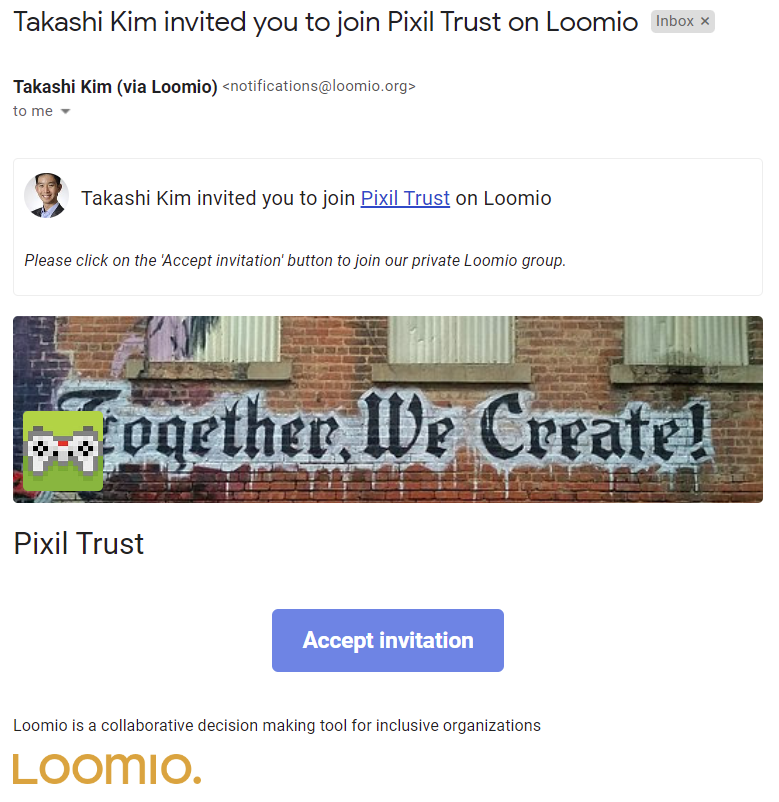 Takashi Kim invited you to join Pixil Trust on Loomio Inbox ×
Takashi Kim (via Loomio) <notifications@loomio.org>
to me
Takashi Kim invited you to join Pixil Trust on Loomio
Please click on the 'Accept invitation' button to join our private Loomio group.
Together, We Create!
Pixil Trust
Accept invitation
Loomio is a collaborative decision making tool for inclusive organizations
LOOMIO.